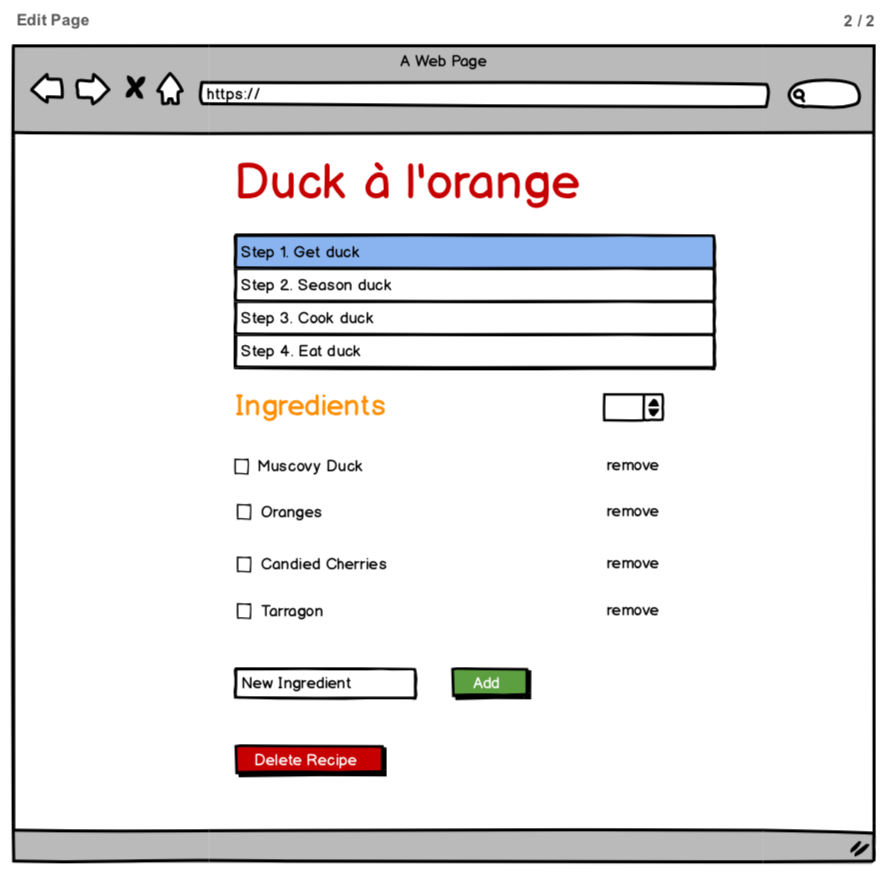 Edit Page
2 / 2
A Web Page
https://
Duck à l'orange
Step 1. Get duck
Step 2. Season duck
Step 3. Cook duck
Step 4. Eat duck
Ingredients
Muscovy Duck remove
Oranges remove
Candied Cherries remove
Tarragon remove
New Ingredient Add
Delete Recipe